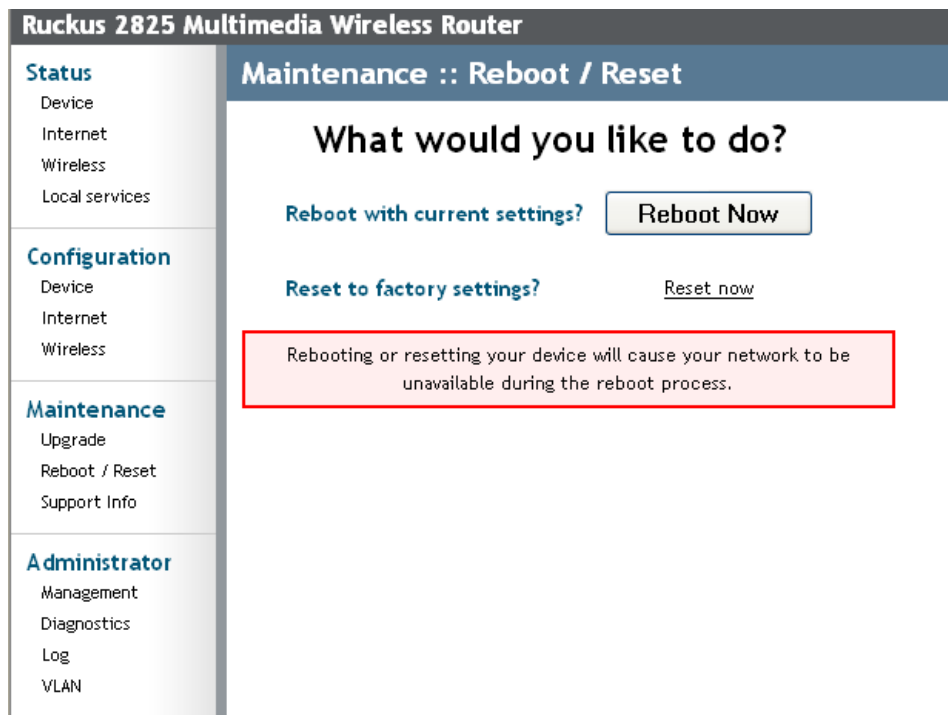 Ruckus 2825 Multimedia Wireless Router
Status
Device
Internet
Wireless
Local services
Configuration
Device
Internet
Wireless
Maintenance
Upgrade
Reboot / Reset
Support Info
Administrator
Management
Diagnostics
Log
VLAN
Maintenance :: Reboot / Reset
What would you like to do?
Reboot with current settings? Reboot Now
Reset to factory settings? Reset now
Rebooting or resetting your device will cause your network to be
unavailable during the reboot process.